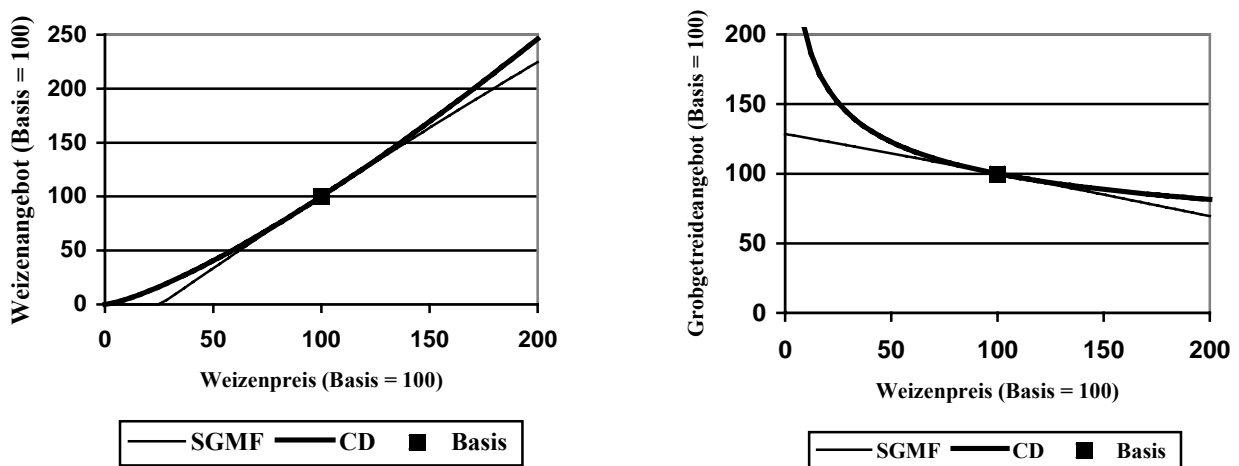 Weizenangebot (Basis = 100)
250
200
150
100
50
0
0 50 100 150 200
Weizenpreis (Basis = 100)
SGMF CD Basis
Grobgetreideangebot (Basis = 100)
200
150
100
50
0
0 50 100 150 200
Weizenpreis (Basis = 100)
SGMF CD Basis